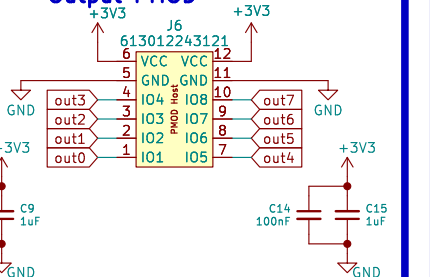 Output PMOD
+3V3
+3V3
J6
613012243121
6 VCC VCC 12
5 GND GND 11
GND
GND
out3 4 IO4 IO8 10 out7
out2 3 IO3 IO7 9 out6
out1 2 IO2 IO6 8 out5
out0 1 IO1 IO5 7 out4
PMOD Host
+3V3
+3V3
C9
1uF
C14
100nF
C15
1uF
GND
GND